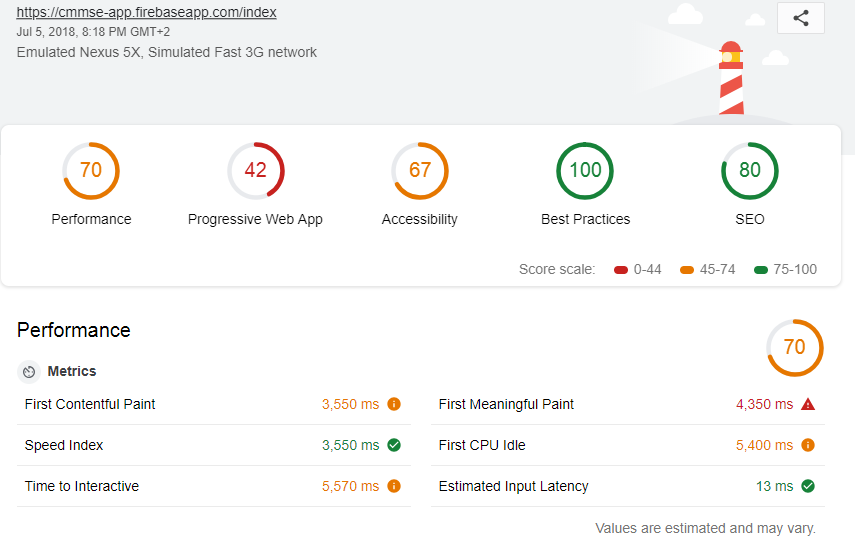 https://cmmse-app.firebaseapp.com/index
Jul 5, 2018, 8:18 PM GMT+2
Emulated Nexus 5X, Simulated Fast 3G network
70 42 67 100 80
Performance Progressive Web App Accessibility Best Practices SEO
Score scale: 0-44 45-74 75-100
Performance 70
Metrics
First Contentful Paint 3,550 ms First Meaningful Paint 4,350 ms
Speed Index 3,550 ms First CPU Idle 5,400 ms
Time to Interactive 5,570 ms Estimated Input Latency 13 ms
Values are estimated and may vary.